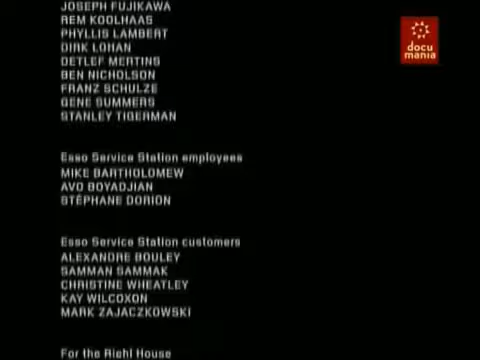 JOSEPH FUJIKAWA
REM KOOLHAAS
PHYLLIS LAMBERT
DIRK LOHAN
DETLEF MERTINS
BEN NICHOLSON
FRANZ SCHULZE
GENE SUMMERS
STANLEY TIGERMAN
Esso Service Station employees
MIKE BARTHOLOMEW
AVO BOYADJIAN
STÉPHANE DORION
Esso Service Station customers
ALEXANDRE BOULEY
SAMMAN SAMMAK
CHRISTINE WHEATLEY
KAY WILCOXON
MARK ZAJACZKOWSKI
For the Riehl House
docu
mania